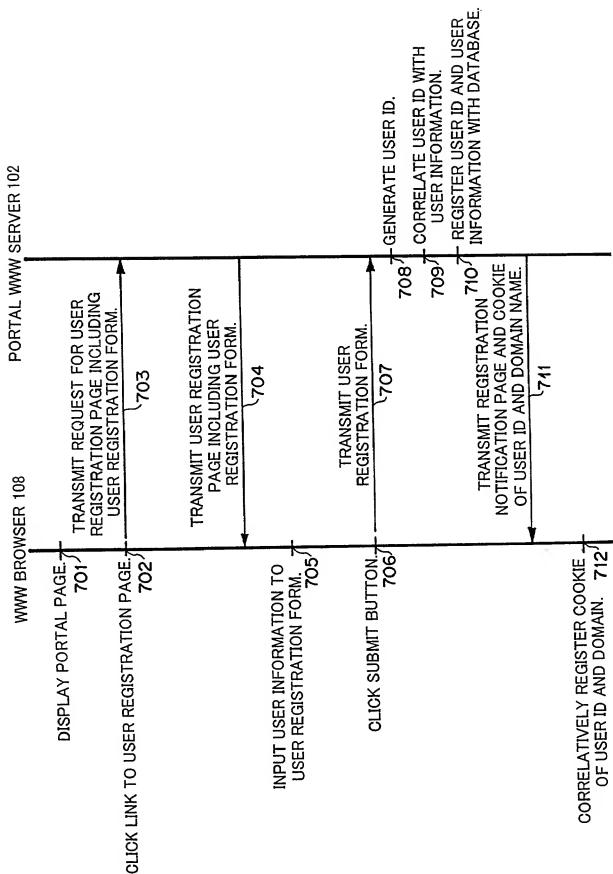 WWW BROWSER 108
PORTAL WWW SERVER 102
DISPLAY PORTAL PAGE.
701
CLICK LINK TO USER REGISTRATION PAGE.
702
TRANSMIT REQUEST FOR USER
REGISTRATION PAGE INCLUDING
USER REGISTRATION FORM.
703
TRANSMIT USER REGISTRATION
PAGE INCLUDING USER
REGISTRATION FORM.
704
INPUT USER INFORMATION TO
USER REGISTRATION FORM.
705
CLICK SUBMIT BUTTON.
706
TRANSMIT USER
REGISTRATION FORM.
707
GENERATE USER ID.
708
CORRELATE USER ID WITH
USER INFORMATION.
709
REGISTER USER ID AND USER
INFORMATION WITH DATABASE.
710
TRANSMIT REGISTRATION
NOTIFICATION PAGE AND COOKIE
OF USER ID AND DOMAIN NAME.
711
CORRELATIVELY REGISTER COOKIE
OF USER ID AND DOMAIN.
712